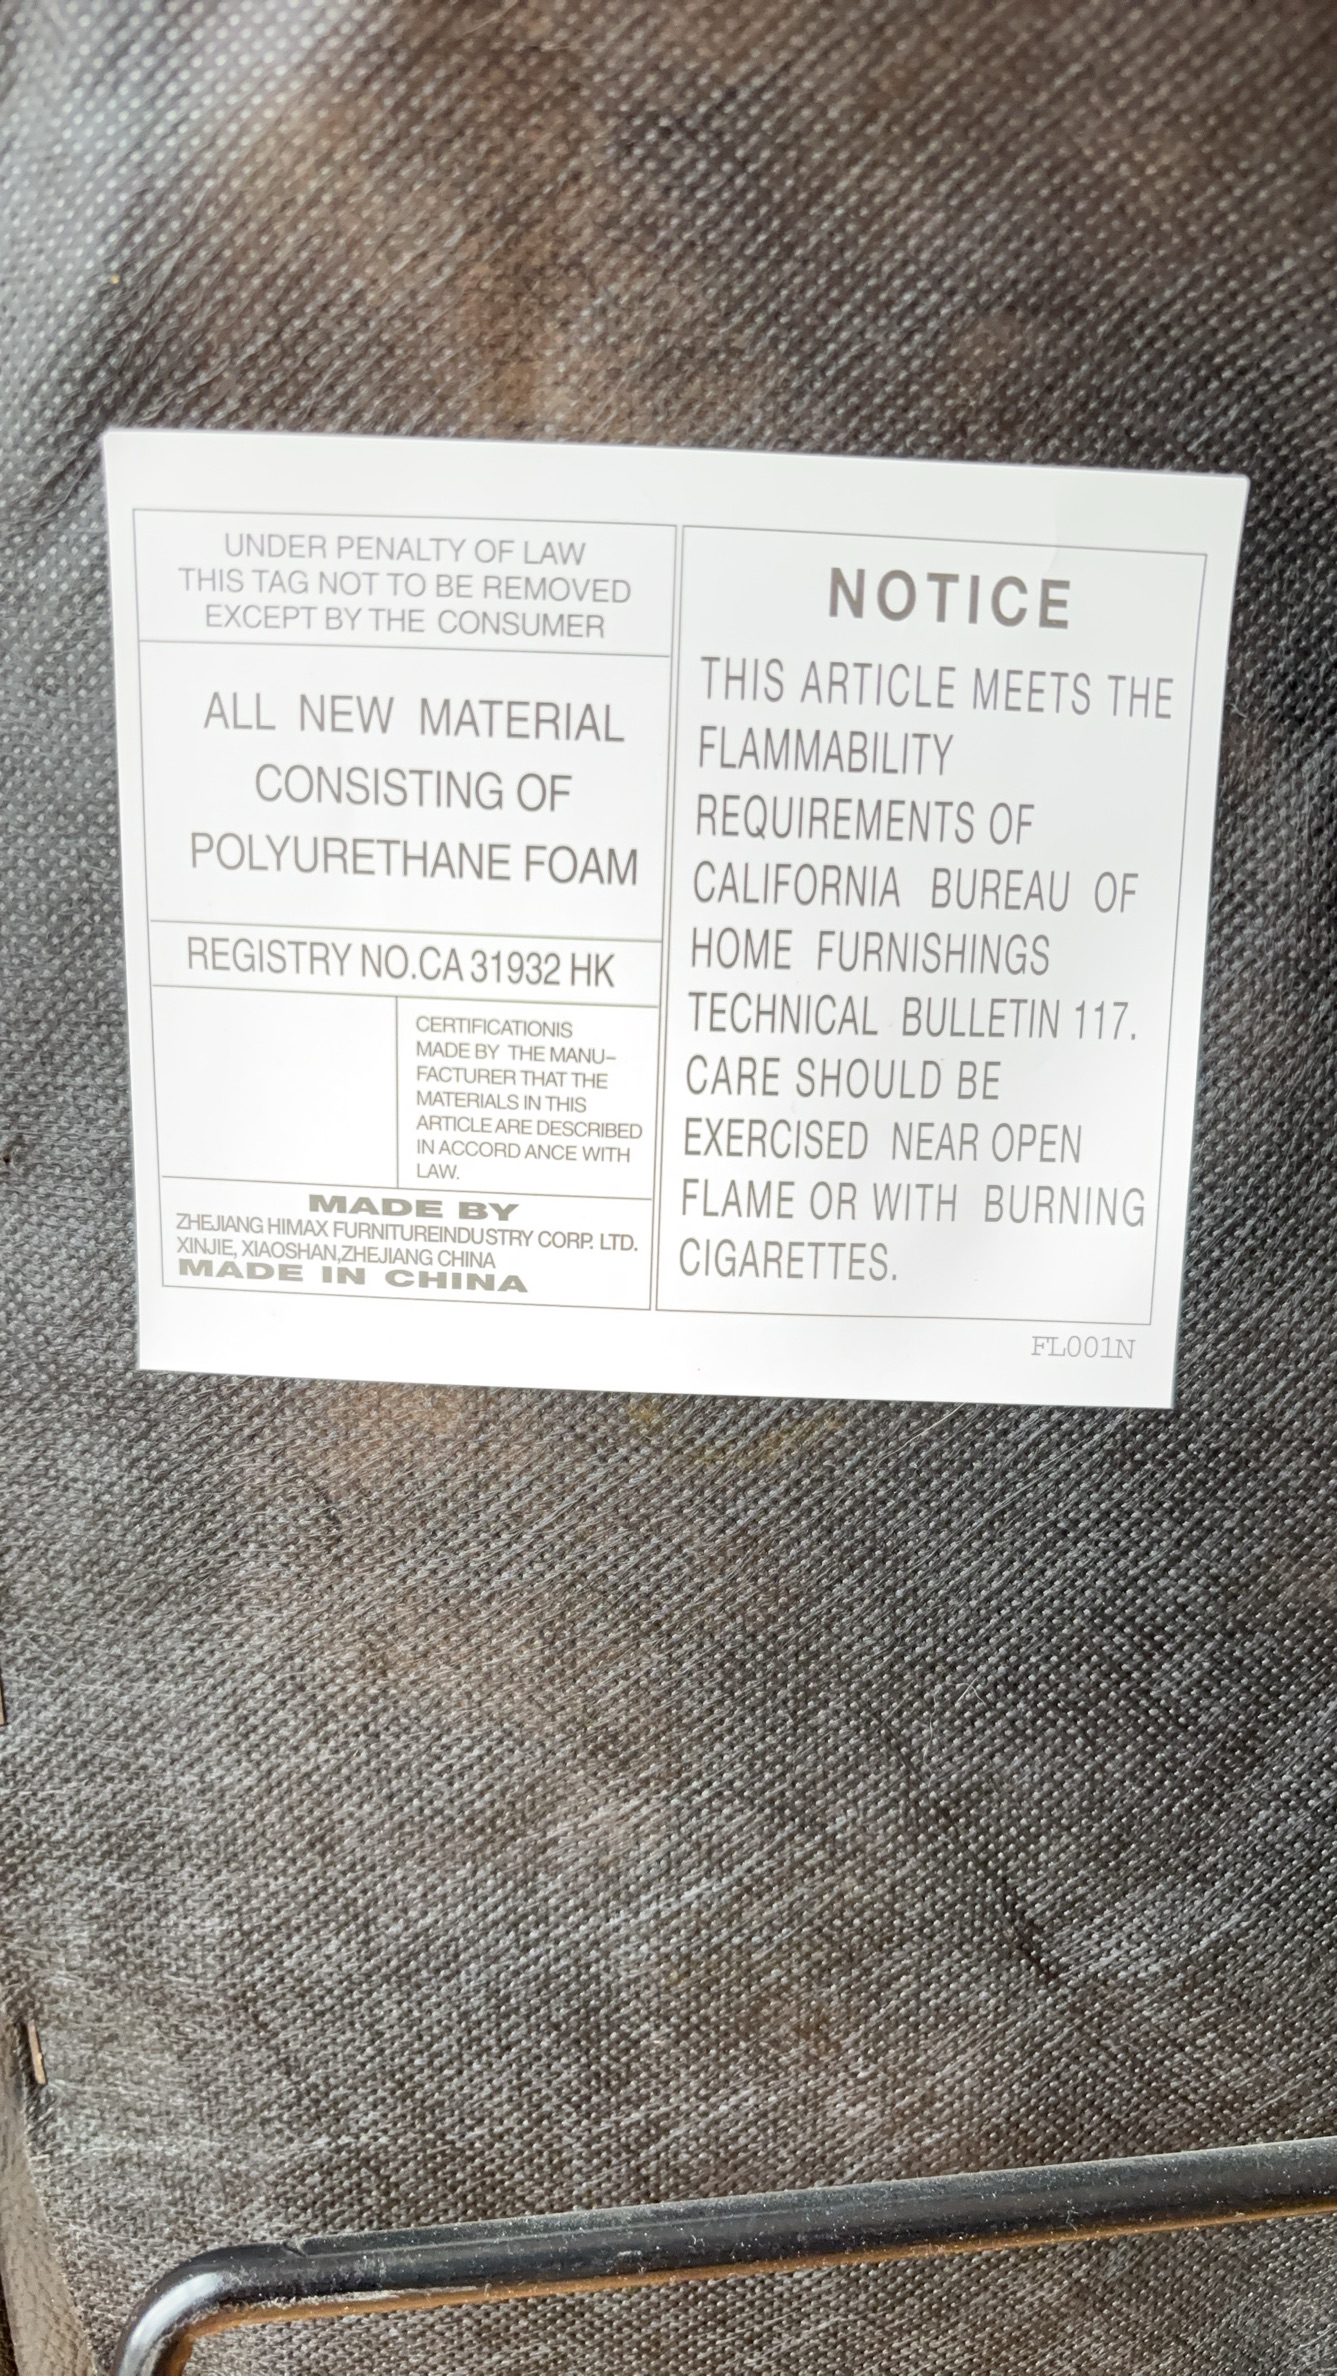 UNDER PENALTY OF LAW
THIS TAG NOT TO BE REMOVED
EXCEPT BY THE CONSUMER
ALL NEW MATERIAL
CONSISTING OF
POLYURETHANE FOAM
REGISTRY NO.CA 31932 HK
CERTIFICATIONIS
MADE BY THE MANU-
FACTURER THAT THE
MATERIALS IN THIS
ARTICLE ARE DESCRIBED
IN ACCORD ANCE WITH
LAW.
MADE BY
ZHEJIANG HIMAX FURNITUREINDUSTRY CORP. LTD.
XINJIE, XIAOSHAN,ZHEJIANG CHINA
MADE IN CHINA
NOTICE
THIS ARTICLE MEETS THE
FLAMMABILITY
REQUIREMENTS OF
CALIFORNIA BUREAU OF
HOME FURNISHINGS
TECHNICAL BULLETIN 117.
CARE SHOULD BE
EXERCISED NEAR OPEN
FLAME OR WITH BURNING
CIGARETTES.
FL001N